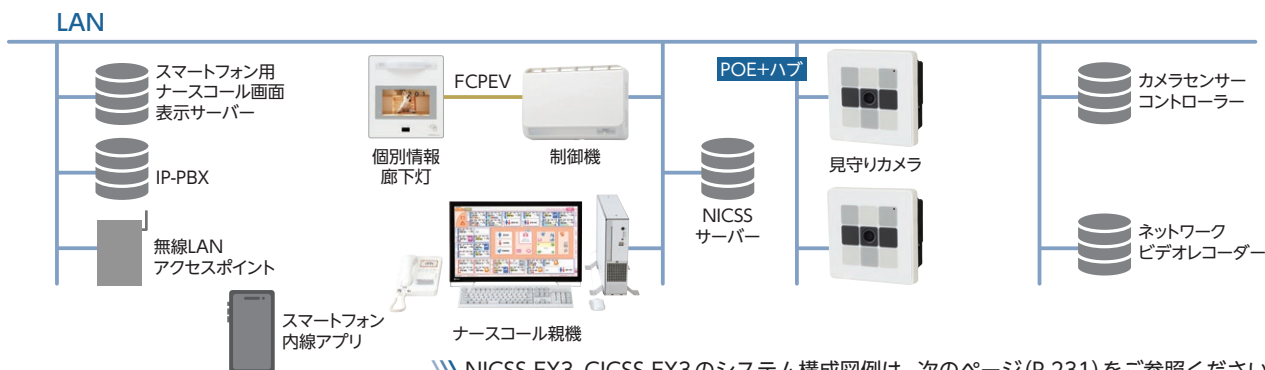 LAN
スマートフォン用
ナースコール画面
表示サーバー
IP-PBX
無線LAN
アクセスポイント
スマートフォン
内線アプリ
FCPEV
個別情報
廊下灯
制御機
ナースコール親機
NICSS
サーバー
POE+ハブ
見守りカメラ
カメラセンサー
コントローラー
ネットワーク
ビデオレコーダー